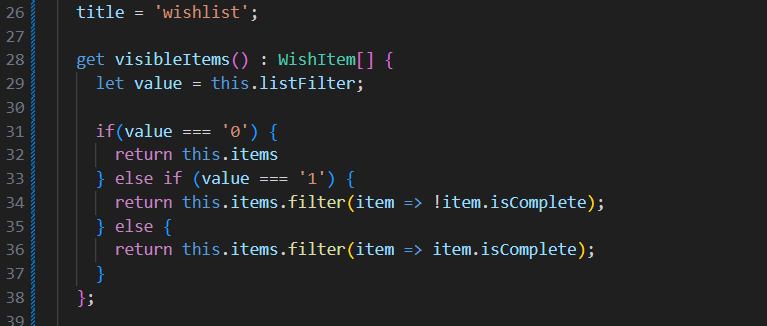 26 title = 'wishlist';
27
28 get visibleItems() : WishItem[] {
29 let value = this.listFilter;
30
31 if(value === '0') {
32 return this.items
33 } else if (value === '1') {
34 return this.items.filter(item => !item.isComplete);
35 } else {
36 return this.items.filter(item => item.isComplete);
37 }
38 };
39